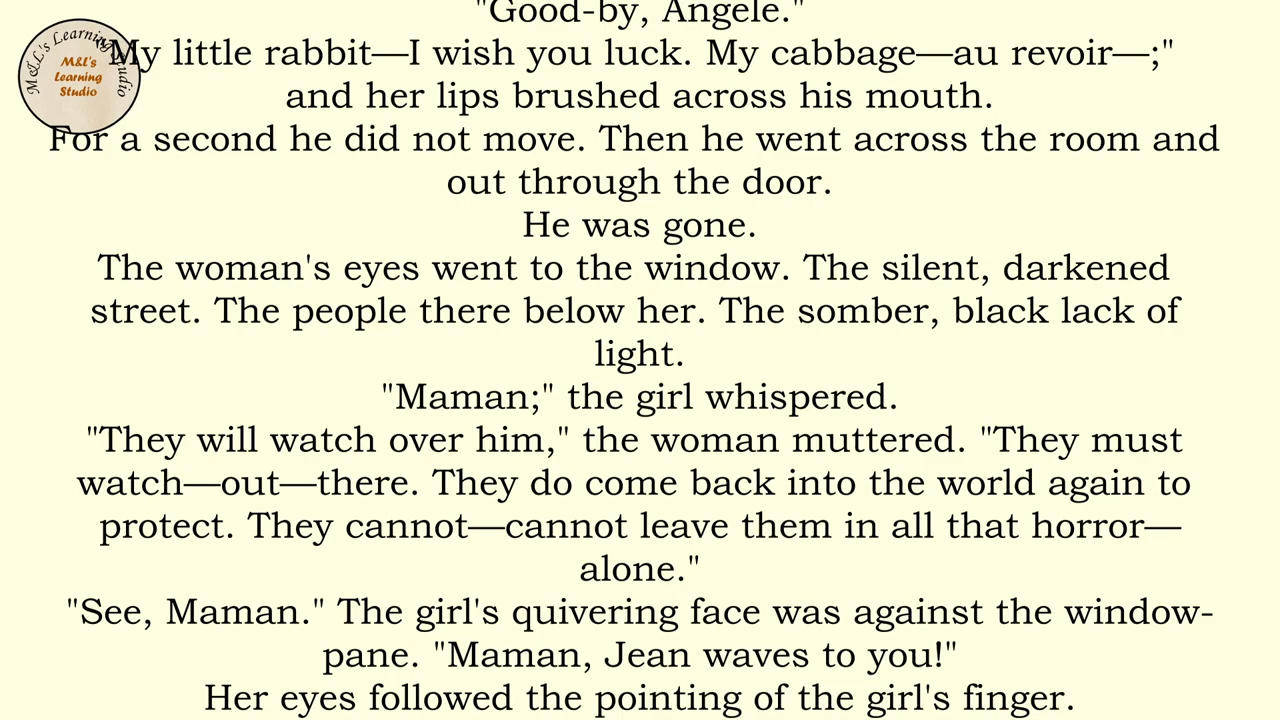 "Good-by, Angele."
"My little rabbit—I wish you luck. My cabbage—au revoir—;"
and her lips brushed across his mouth.
For a second he did not move. Then he went across the room and
out through the door.
He was gone.
The woman's eyes went to the window. The silent, darkened
street. The people there below her. The somber, black lack of
light.
"Maman;" the girl whispered.
"They will watch over him," the woman muttered. "They must
watch—out—there. They do come back into the world again to
protect. They cannot—cannot leave them in all that horror—
alone."
"See, Maman." The girl's quivering face was against the window-
pane. "Maman, Jean waves to you!"
Her eyes followed the pointing of the girl's finger.
M&L's Learning Studio
M&L's
Learning
Studio